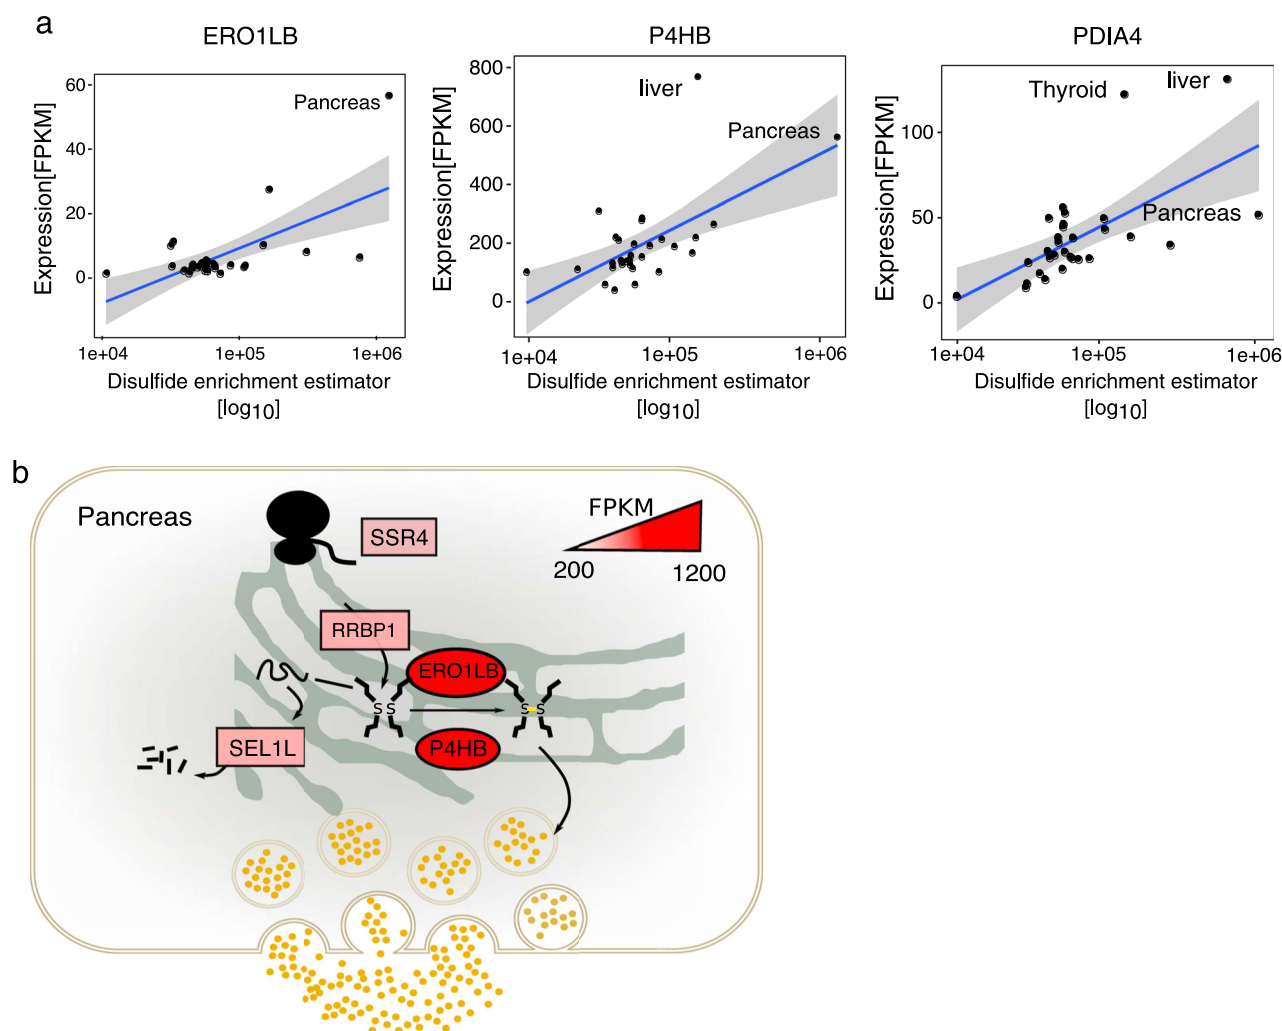 a
ERO1LB
Expression[FPKM]
60
40
20
0
Pancreas
1e+04 1e+05 1e+06
Disulfide enrichment estimator
[log10]
P4HB
Expression[FPKM]
800
600
400
200
0
liver
Pancreas
1e+04 1e+05 1e+06
Disulfide enrichment estimator
[log10]
PDIA4
Expression[FPKM]
100
50
0
Thyroid
liver
Pancreas
1e+04 1e+05 1e+06
Disulfide enrichment estimator
[log10]
b
Pancreas
SSR4
FPKM
200 1200
RRBP1
ERO1LB
S S
S S
P4HB
SEL1L